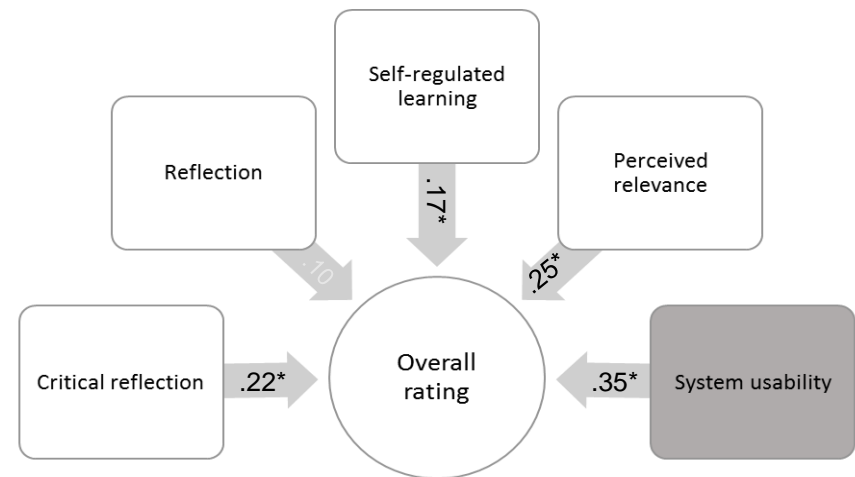 Self-regulated
learning
Reflection
Perceived
relevance
.17*
.10
.25*
Critical reflection
.22*
Overall
rating
.35*
System usability